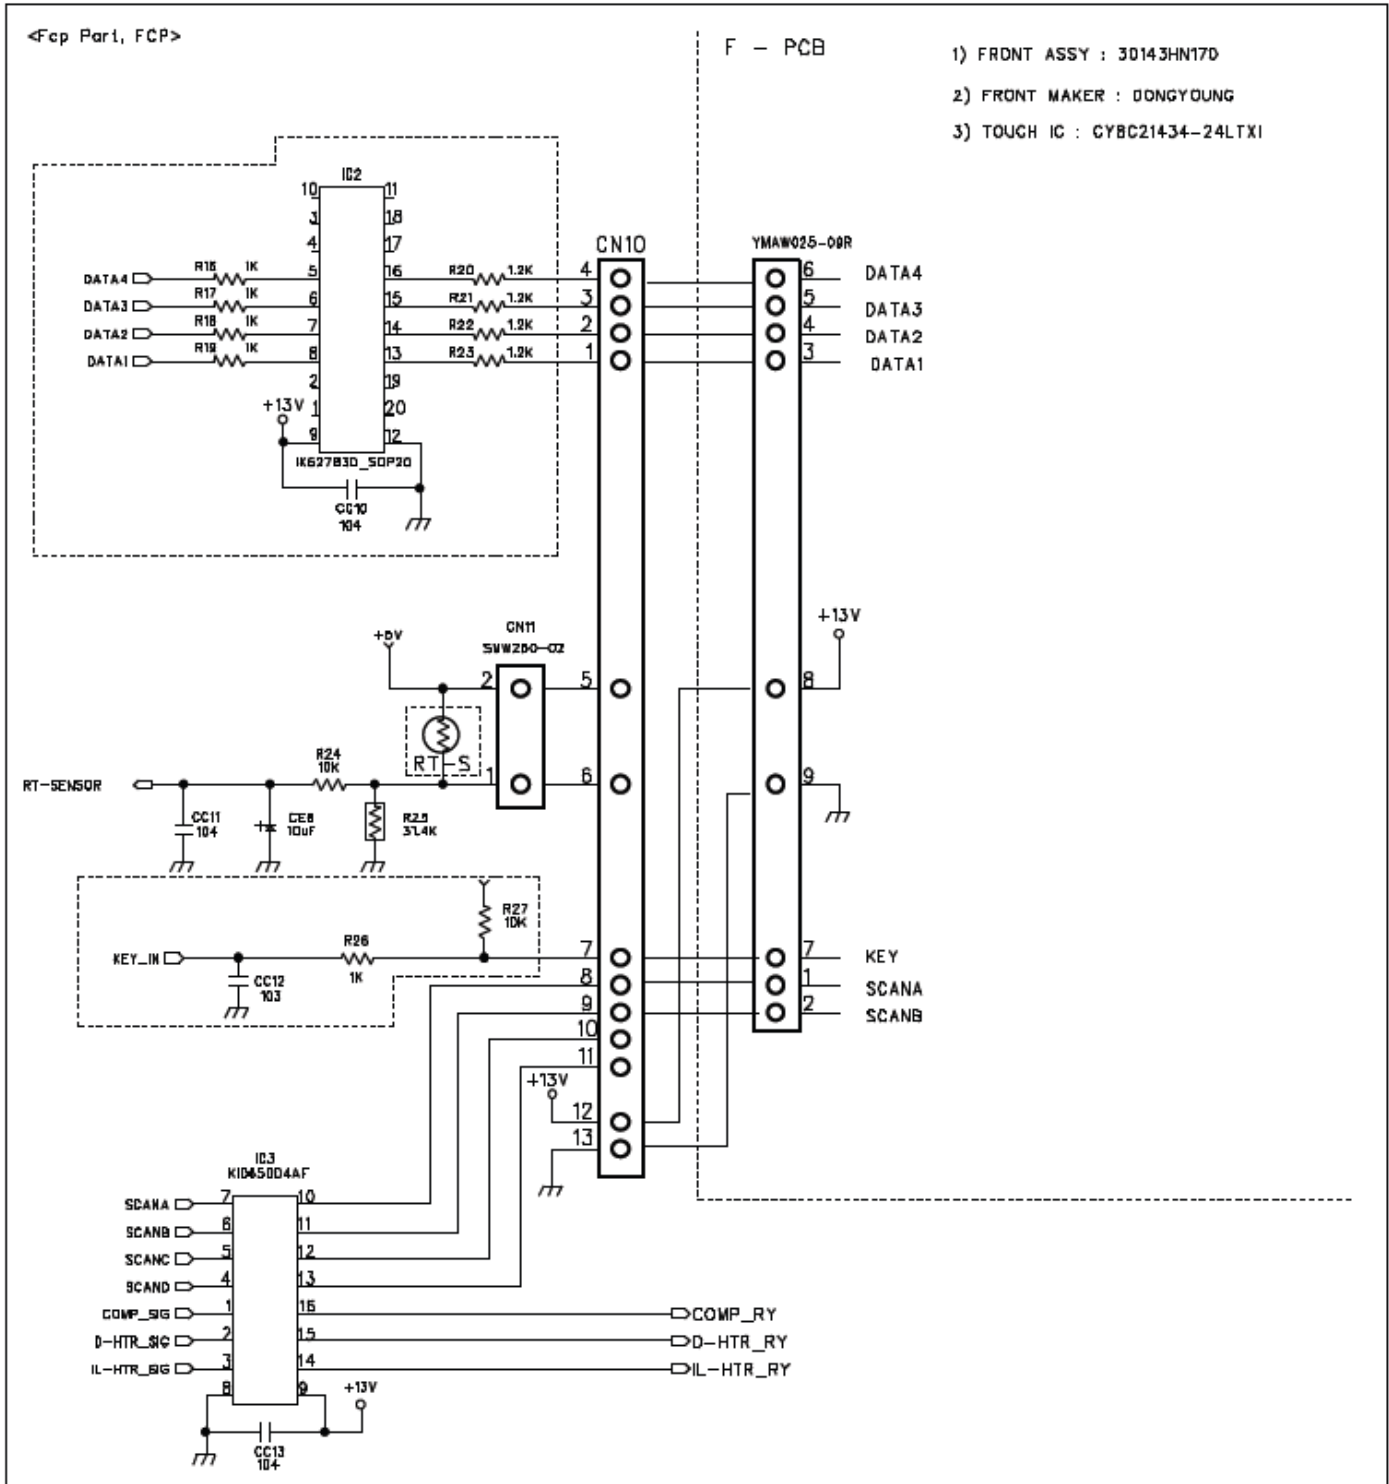 <Fcp Part, FCP>
F - PCB
1) FRONT ASSY : 30143HN170
2) FRONT MAKER : DONGYOUNG
3) TOUCH IC : CY8C21434-24LTXI
IC2
10 11
3 18
4 17
DATA4 R16 1K 5 16 R20 1.2K 4
DATA3 R17 1K 6 15 R21 1.2K 3
DATA2 R18 1K 7 14 R22 1.2K 2
DATA1 R19 1K 8 13 R23 1.2K 1
2 19
+13V 1 20
9 12
IK62783D_SOP20
CC10
104
CN10
YMAW025-09R
6 DATA4
5 DATA3
4 DATA2
3 DATA1
+13V
8
9
+5V
CN11
SMW250-02
2 5
RT-S
1 6
RT-SENSOR
R24
10K
CC11
104
CE8
10uF
R25
37.4K
R27
10K
KEY_IN
R26
1K
CC12
103
7
8
9
10
11
+13V
12
13
7 KEY
1 SCANA
2 SCANB
IC3
KID65004AF
SCANA 7 10
SCANB 6 11
SCANC 5 12
SCAND 4 13
COMP_SIG 1 16 COMP_RY
D-HTR_SIG 2 15 D-HTR_RY
IL-HTR_SIG 3 14 IL-HTR_RY
8 9
+13V
CC13
104